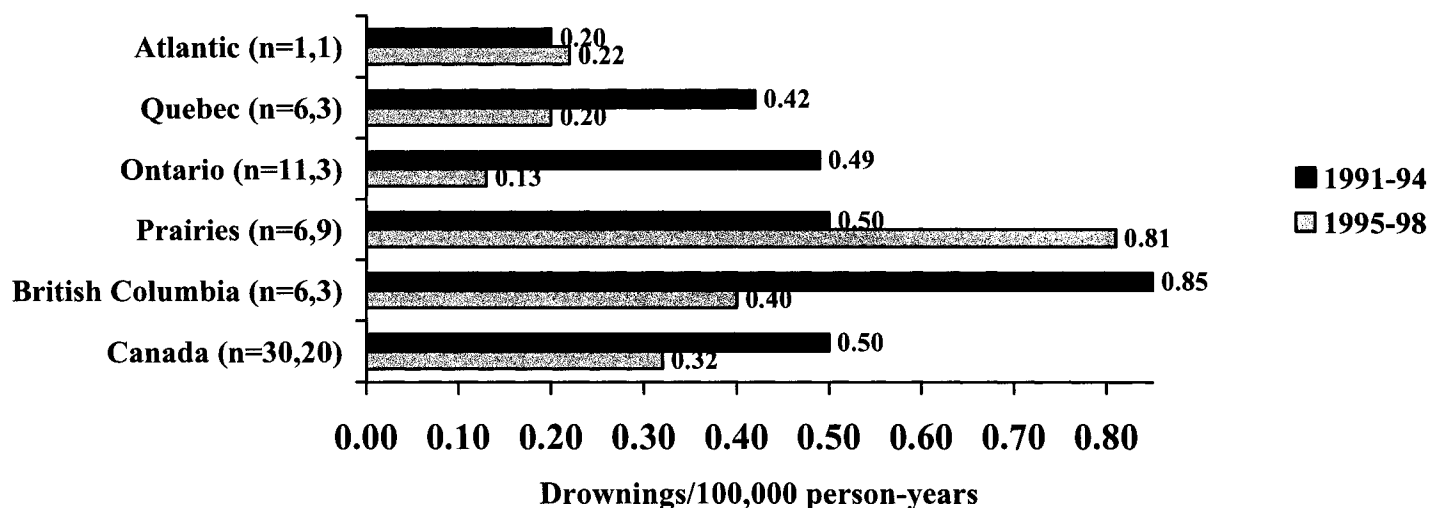 Atlantic (n=1,1)
0.20
0.22
Quebec (n=6,3)
0.42
0.20
Ontario (n=11,3)
0.49
0.13
Prairies (n=6,9)
0.50
0.81
British Columbia (n=6,3)
0.85
0.40
Canada (n=30,20)
0.50
0.32
1991-94
1995-98
0.00 0.10 0.20 0.30 0.40 0.50 0.60 0.70 0.80
Drownings/100,000 person-years